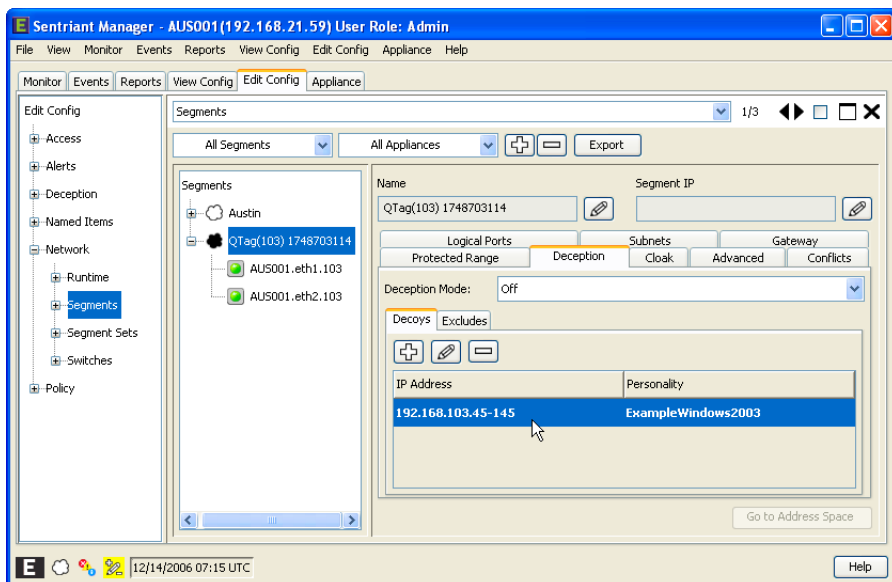 Sentriant Manager - AUS001(192.168.21.59) User Role: Admin
File View Monitor Events Reports View Config Edit Config Appliance Help
Monitor Events Reports View Config Edit Config Appliance
Edit Config
Access
Alerts
Deception
Named Items
Network
Runtime
Segments
Segment Sets
Switches
Policy
Segments 1/3
All Segments All Appliances Export
Segments
Austin
QTag(103) 1748703114
AUS001.eth1.103
AUS001.eth2.103
Name Segment IP
QTag(103) 1748703114
Logical Ports Subnets Gateway
Protected Range Deception Cloak Advanced Conflicts
Deception Mode: Off
Decoys Excludes
IP Address Personality
192.168.103.45-145 ExampleWindows2003
Go to Address Space
E 12/14/2006 07:15 UTC Help